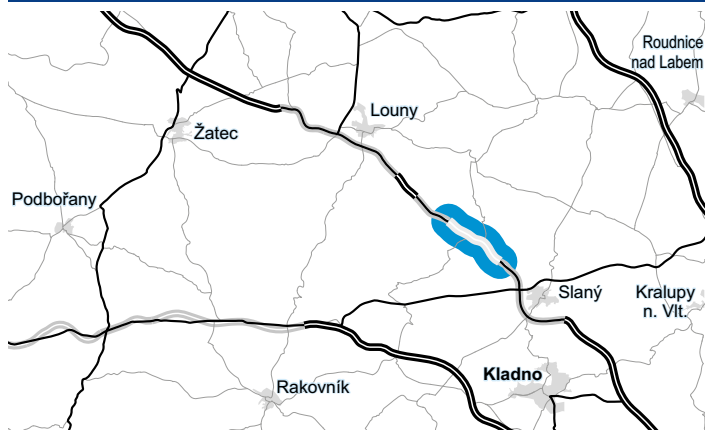 Roudnice
nad Labem
Louny
Žatec
Podbořany
Slaný
Kralupy
n. Vlt.
Kladno
Rakovník